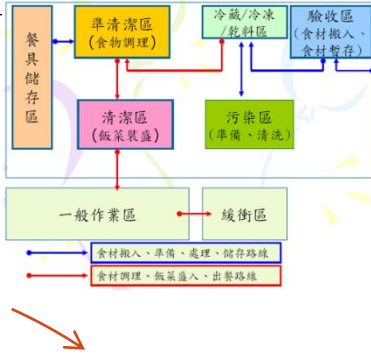 餐具儲存區
準清潔區
(食物調理)
冷藏/冷凍
/乾料區
驗收區
(食材搬入、
食材暫存)
清潔區
(飯菜裝盛)
污染區
(準備、清洗)
一般作業區
緩衝區
食材搬入、準備、處理、儲存路線
食材調理、飯菜盛入、出餐路線